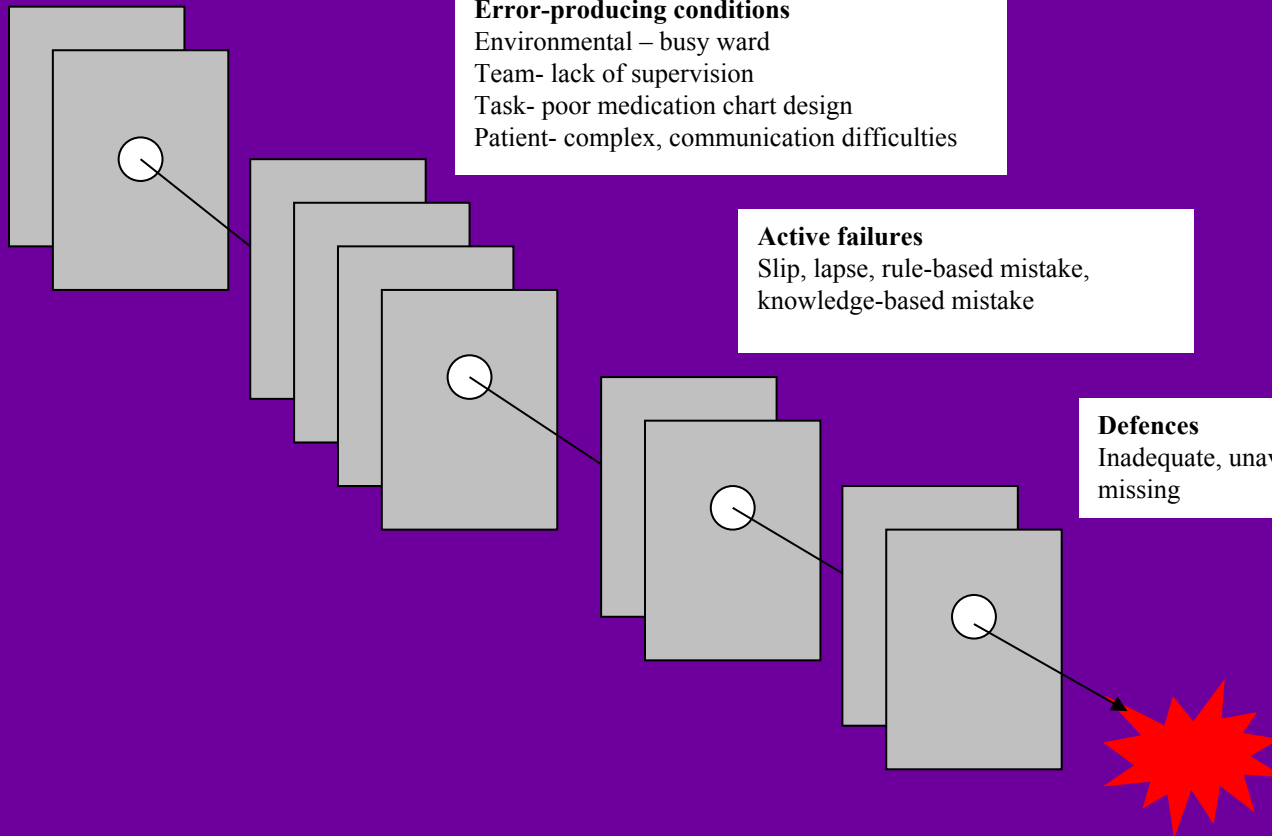 Error-producing conditions
Environmental – busy ward
Team- lack of supervision
Task- poor medication chart design
Patient- complex, communication difficulties
Active failures
Slip, lapse, rule-based mistake,
knowledge-based mistake
Defences
Inadequate,
missing